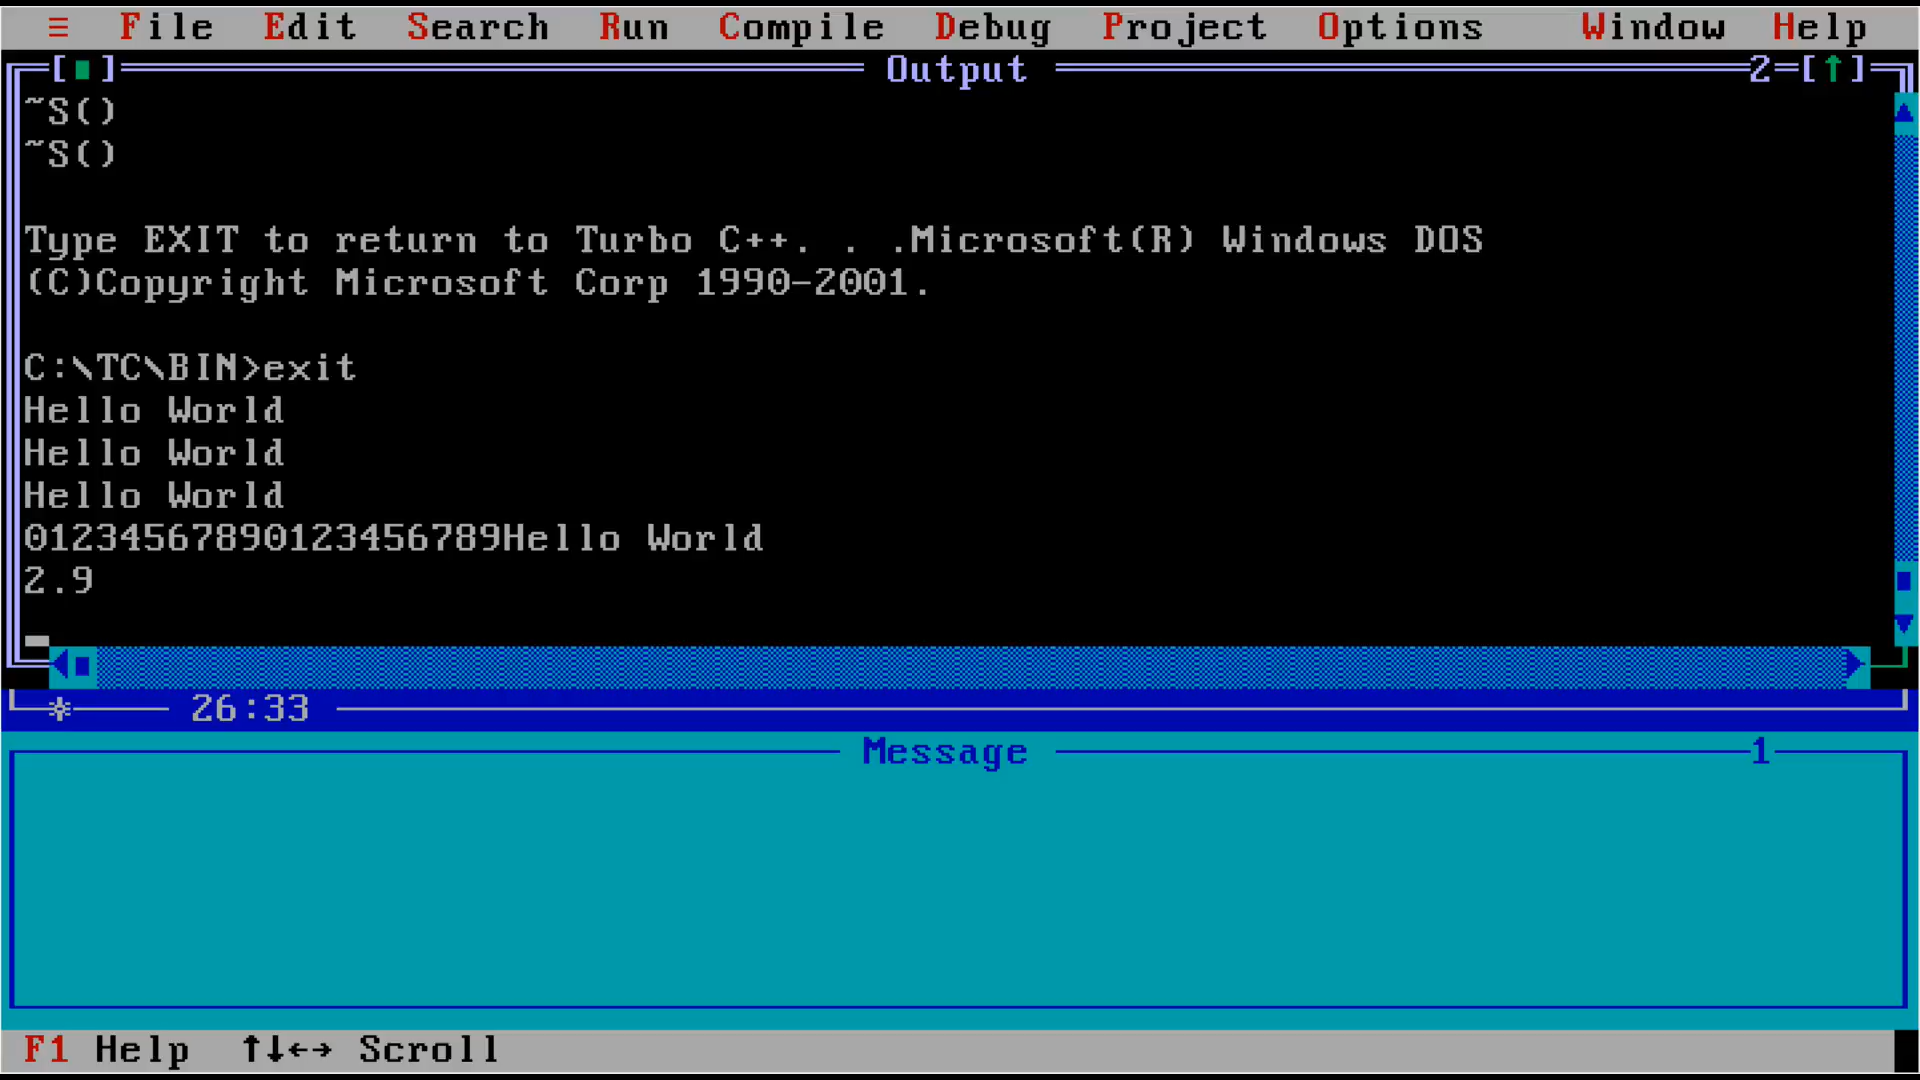 ≡ File Edit Search Run Compile Debug Project Options Window Help
[■] Output 2=[↑]
~S()
~S()
Type EXIT to return to Turbo C++. . .Microsoft(R) Windows DOS
(C)Copyright Microsoft Corp 1990-2001.
C:\TC\BIN>exit
Hello World
Hello World
Hello World
01234567890123456789Hello World
2.9
26:33
Message 1
F1 Help ↑↓←→ Scroll